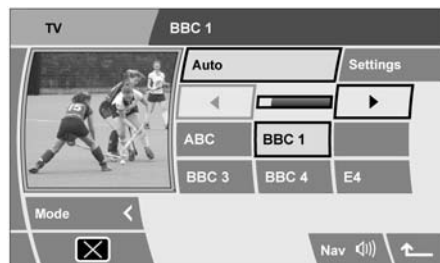 TV BBC 1
Auto Settings
ABC BBC 1
BBC 3 BBC 4 E4
Mode
Nav